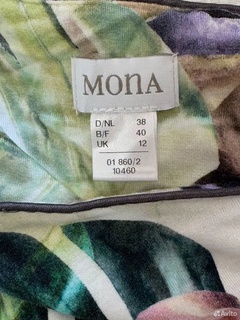 MONA
D/NL 38
B/F 40
UK 12
01 860/2
10460
Avito